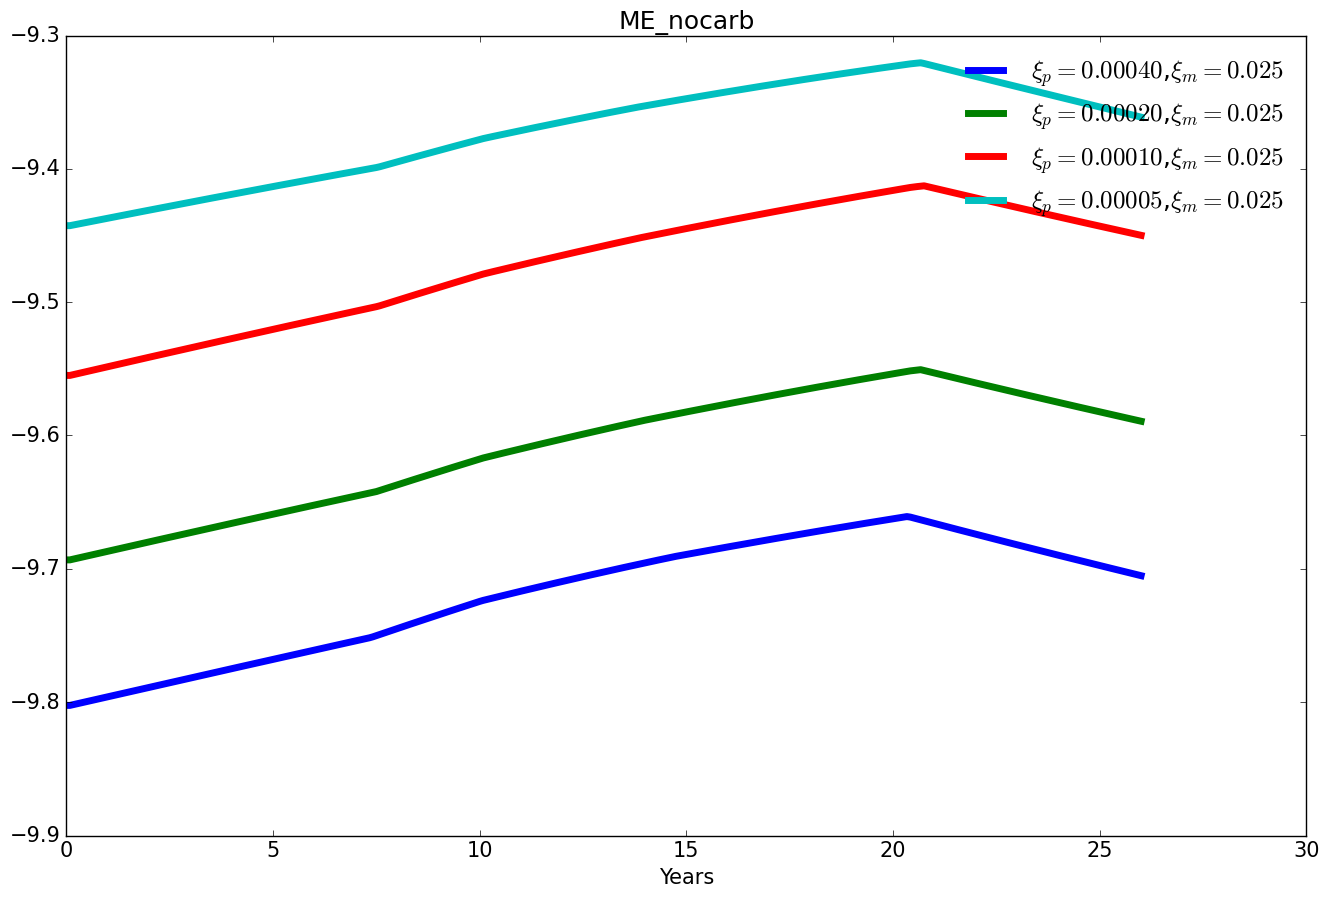 ME_nocarb
−9.3
−9.4
−9.5
−9.6
−9.7
−9.8
−9.9
ξp = 0.00040,ξm = 0.025
ξp = 0.00020,ξm = 0.025
ξp = 0.00010,ξm = 0.025
ξp = 0.00005,ξm = 0.025
0 5 10 15 20 25 30
Years